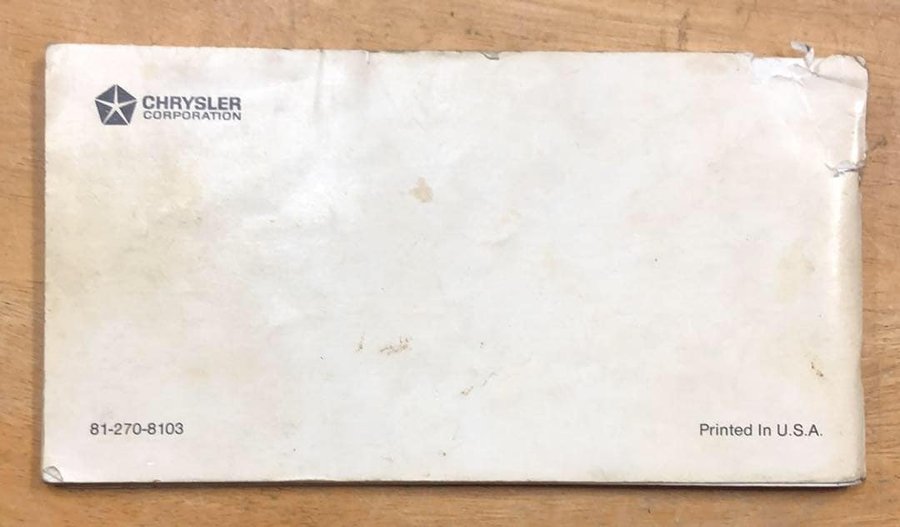 CHRYSLER
CORPORATION
81-270-8103
Printed In U.S.A.